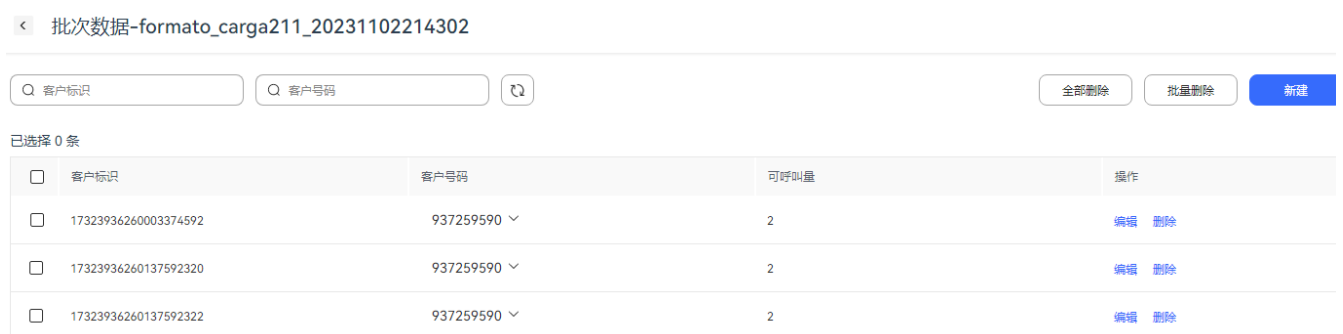 批次数据-formato_carga211_20231102214302
客户标识 客户号码 全部删除 批量删除 新建
已选择 0 条
客户标识 客户号码 可呼叫量 操作
17323936260003374592 937259590 2 编辑 删除
17323936260137592320 937259590 2 编辑 删除
17323936260137592322 937259590 2 编辑 删除